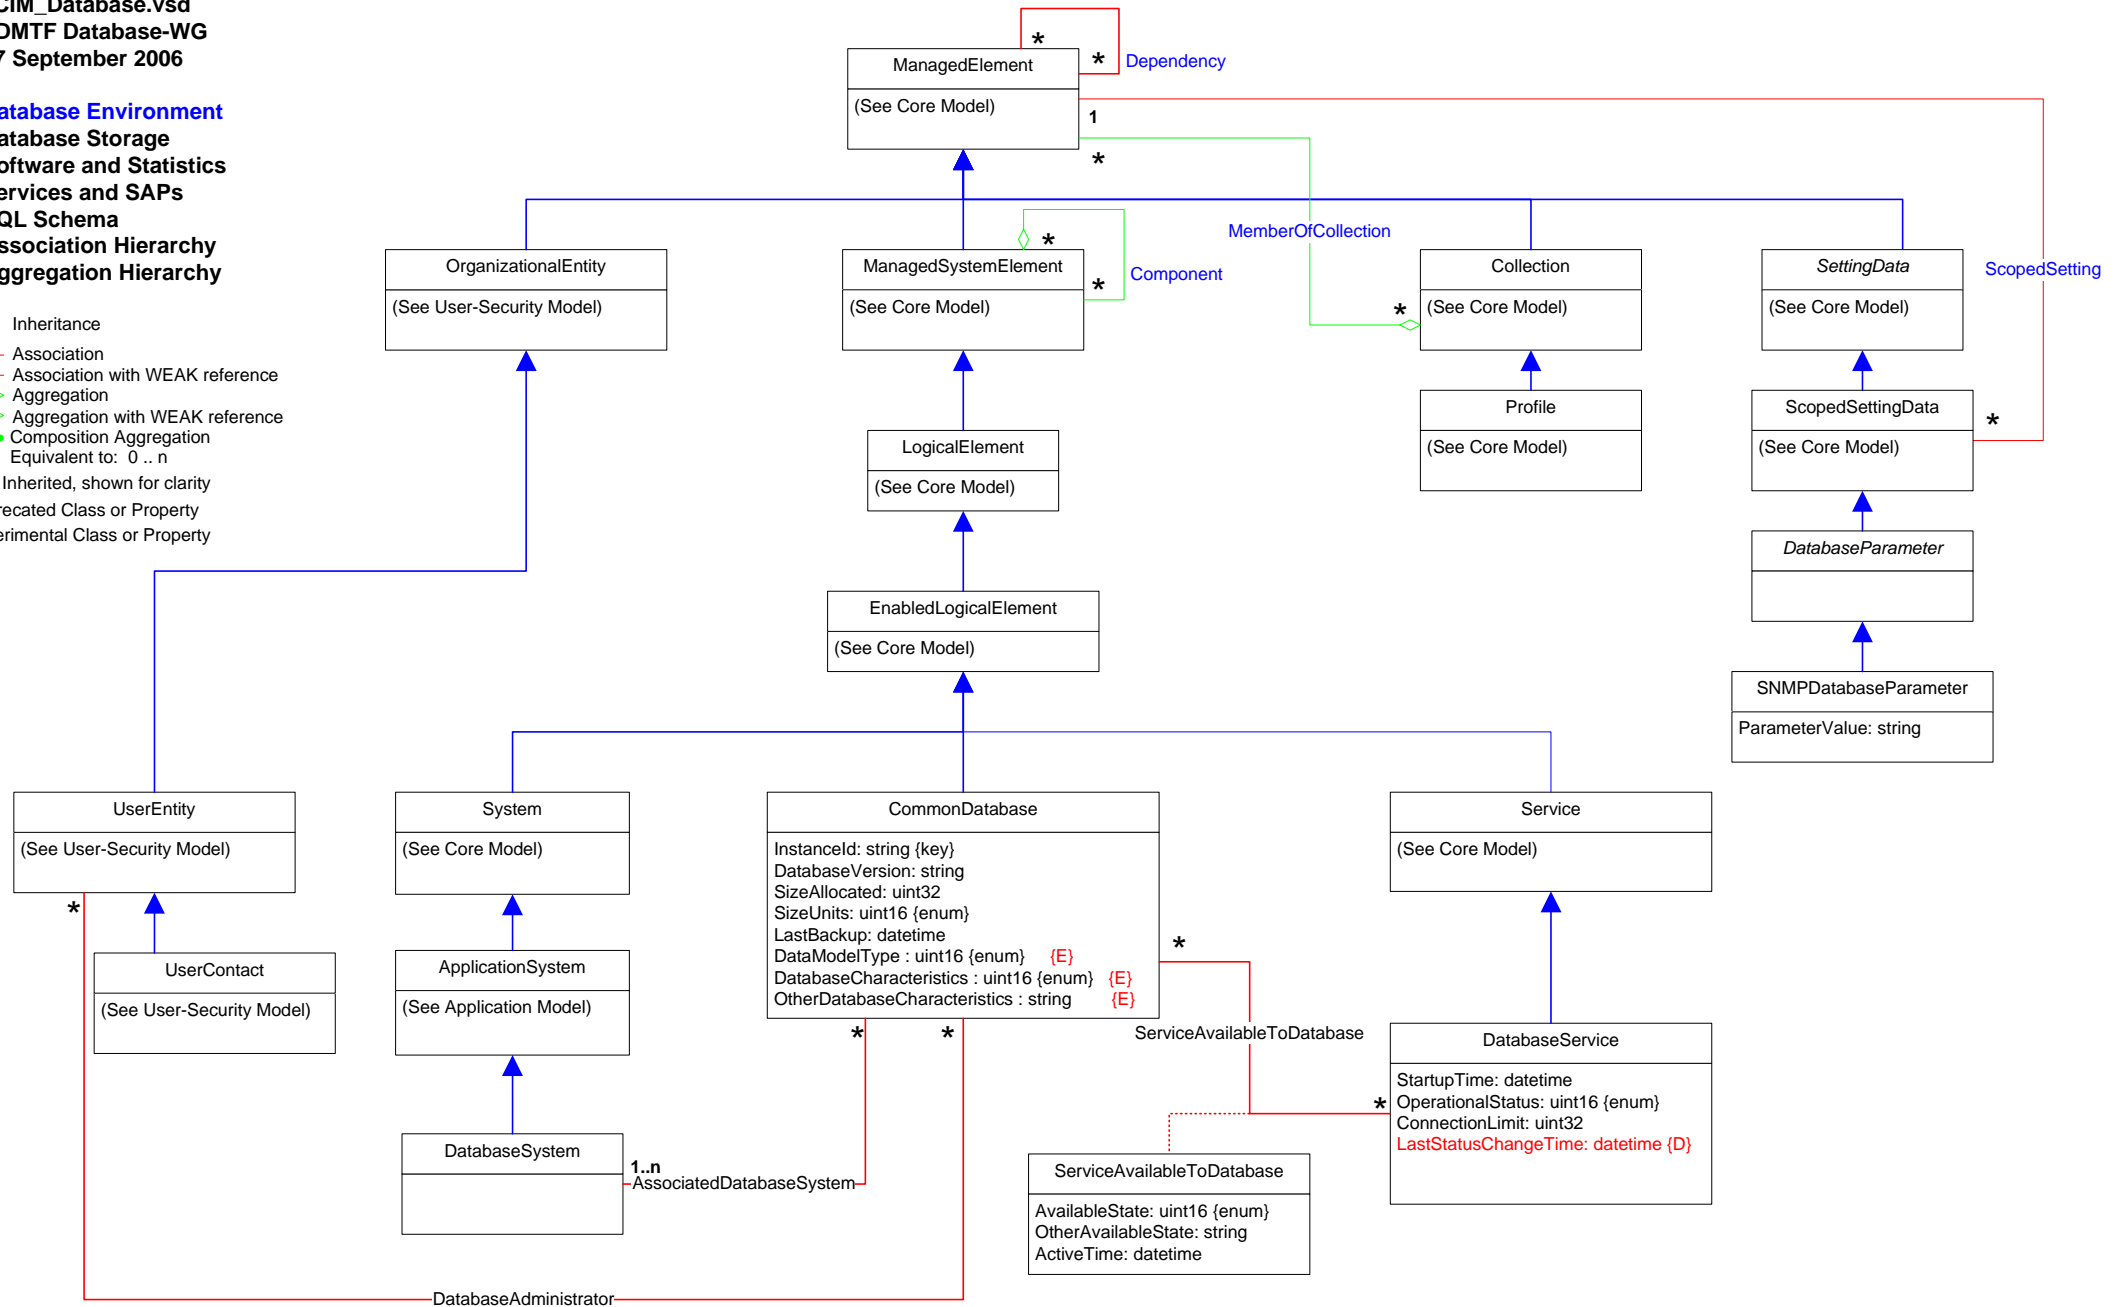 CIM_Database.vsd
DMTF Database-WG
7 September 2006
atabase Environment
atabase Storage
oftware and Statistics
ervices and SAPs
QL Schema
ssociation Hierarchy
ggregation Hierarchy
Inheritance
Association
Association with WEAK reference
Aggregation
Aggregation with WEAK reference
Composition Aggregation
Equivalent to: 0 .. n
Inherited, shown for clarity
recated Class or Property
erimental Class or Property
ManagedElement
(See Core Model)
*
*
Dependency
1
*
MemberOfCollection
ScopedSetting
OrganizationalEntity
(See User-Security Model)
ManagedSystemElement
(See Core Model)
*
*
Component
Collection
(See Core Model)
*
SettingData
(See Core Model)
Profile
(See Core Model)
ScopedSettingData
(See Core Model)
*
LogicalElement
(See Core Model)
DatabaseParameter
EnabledLogicalElement
(See Core Model)
SNMPDatabaseParameter
ParameterValue: string
UserEntity
(See User-Security Model)
*
System
(See Core Model)
CommonDatabase
InstanceId: string {key}
DatabaseVersion: string
SizeAllocated: uint32
SizeUnits: uint16 {enum}
LastBackup: datetime
DataModelType : uint16 {enum} {E}
DatabaseCharacteristics : uint16 {enum} {E}
OtherDatabaseCharacteristics : string {E}
*
*
*
Service
(See Core Model)
UserContact
(See User-Security Model)
ApplicationSystem
(See Application Model)
ServiceAvailableToDatabase
DatabaseService
StartupTime: datetime
OperationalStatus: uint16 {enum}
ConnectionLimit: uint32
LastStatusChangeTime: datetime {D}
*
DatabaseSystem
1..n
AssociatedDatabaseSystem
ServiceAvailableToDatabase
AvailableState: uint16 {enum}
OtherAvailableState: string
ActiveTime: datetime
DatabaseAdministrator